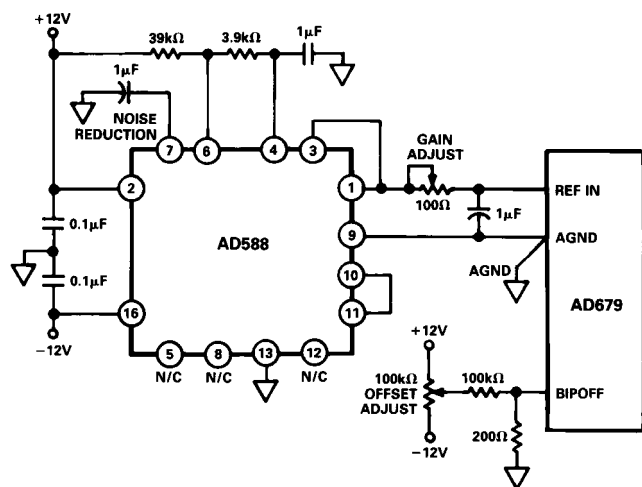 +12V
39kΩ
3.9kΩ
1µF
1µF
NOISE
REDUCTION
7
6
4
3
GAIN
ADJUST
2
1
100Ω
REF IN
0.1µF
1µF
AD588
9
AGND
0.1µF
10
AGND
AD679
16
11
−12V
5
8
13
12
N/C
N/C
N/C
+12V
100kΩ
OFFSET
ADJUST
100kΩ
BIPOFF
200Ω
−12V